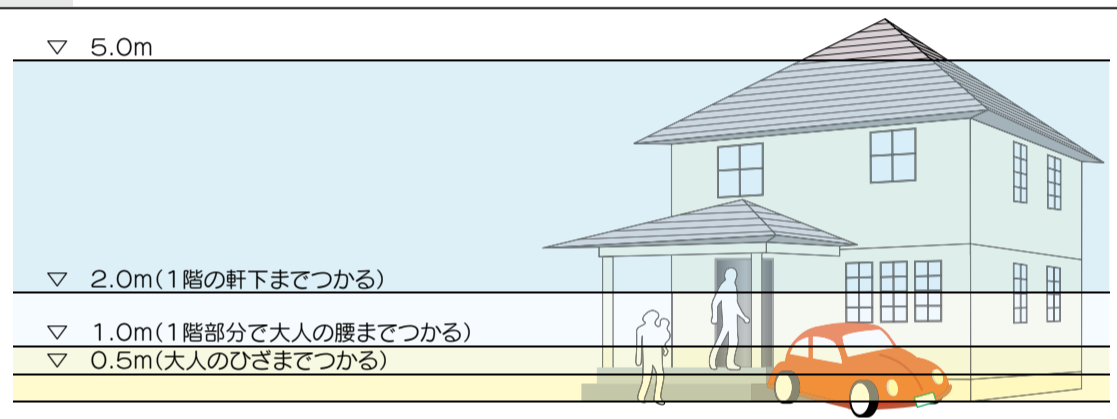 ▽ 5.0m
▽ 2.0m(1階の軒下までつかる)
▽ 1.0m(1階部分で大人の腰までつかる)
▽ 0.5m(大人のひざまでつかる)